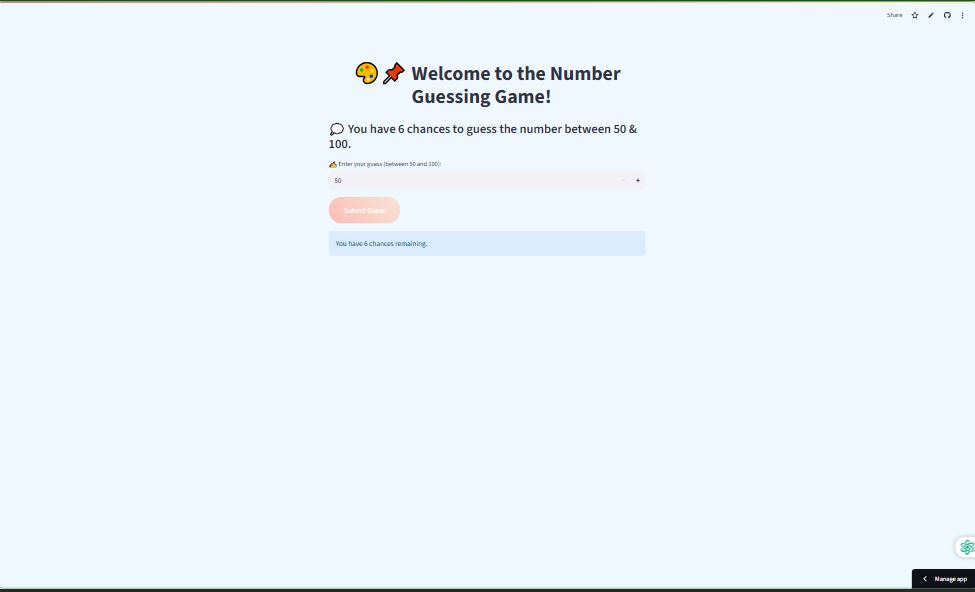 Share
Welcome to the Number
Guessing Game!
You have 6 chances to guess the number between 50 &
100.
Enter your guess (between 50 and 100):
50
Submit Guess
You have 6 chances remaining.
Manage app